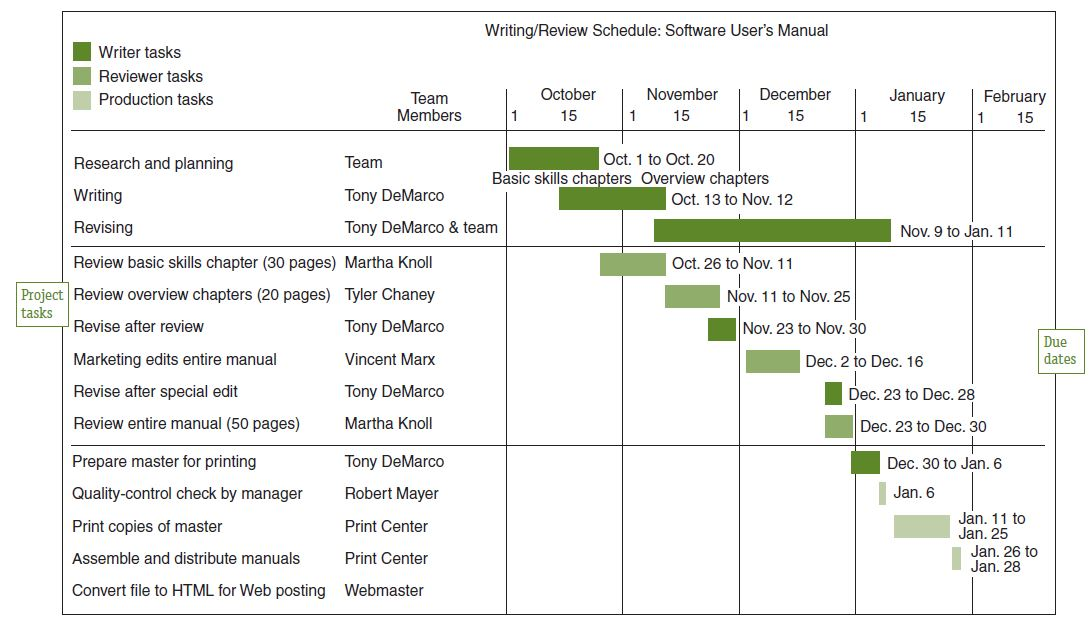 Writing/Review Schedule: Software User's Manual
Writer tasks
Reviewer tasks
Production tasks
Team
Members
October
November
December
January
February
1 15 1 15 1 15 1 15 1 15
Research and planning Team Oct. 1 to Oct. 20
Basic skills chapters Overview chapters
Writing Tony DeMarco Oct. 13 to Nov. 12
Revising Tony DeMarco & team Nov. 9 to Jan. 11
Review basic skills chapter (30 pages) Martha Knoll Oct. 26 to Nov. 11
Project
tasks
Review overview chapters (20 pages) Tyler Chaney Nov. 11 to Nov. 25
Revise after review Tony DeMarco Nov. 23 to Nov. 30
Due
dates
Marketing edits entire manual Vincent Marx Dec. 2 to Dec. 16
Revise after special edit Tony DeMarco Dec. 23 to Dec. 28
Review entire manual (50 pages) Martha Knoll Dec. 23 to Dec. 30
Prepare master for printing Tony DeMarco Dec. 30 to Jan. 6
Quality-control check by manager Robert Mayer Jan. 6
Print copies of master Print Center Jan. 11 to
Jan. 25
Assemble and distribute manuals Print Center Jan. 26 to
Jan. 28
Convert file to HTML for Web posting Webmaster